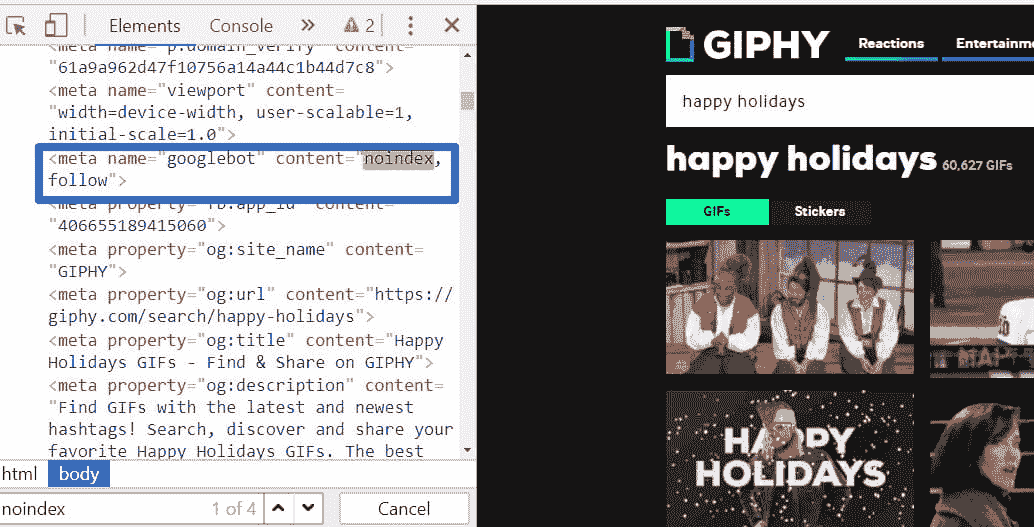 Elements Console » 2
<meta name="p:domain_verify" content=
"61a9a962d47f10756a14a44c1b44d7c8">
<meta name="viewport" content=
"width=device-width, user-scalable=1,
initial-scale=1.0">
<meta name="googlebot" content="noindex,
follow">
<meta property="fb:app_id" content=
"406655189415060">
<meta property="og:site_name" content=
"GIPHY">
<meta property="og:url" content="https://
giphy.com/search/happy-holidays">
<meta property="og:title" content="Happy
Holidays GIFs - Find & Share on GIPHY">
<meta property="og:description" content=
"Find GIFs with the latest and newest
hashtags! Search, discover and share your
favorite Happy Holidays GIFs. The best
html body
noindex 1 of 4 Cancel
GIPHY Reactions Entertainm
happy holidays
happy holidays 60,627 GIFs
GIFs Stickers
HAPPY
HOLIDAYS